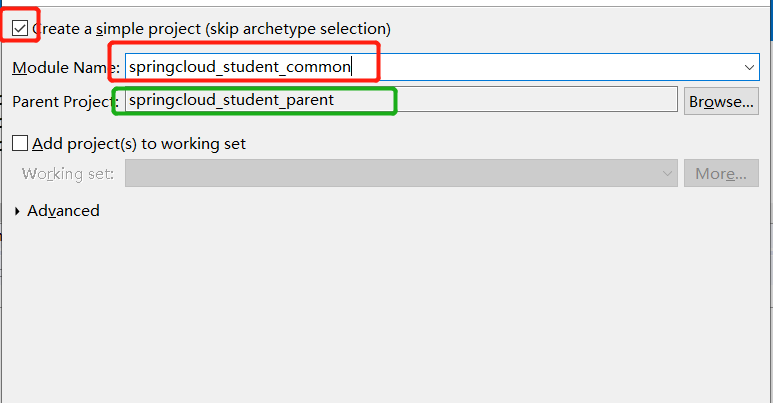 Create a simple project (skip archetype selection)
Module Name: springcloud_student_common
Parent Project: springcloud_student_parent Browse...
Add project(s) to working set
Working set: More...
Advanced